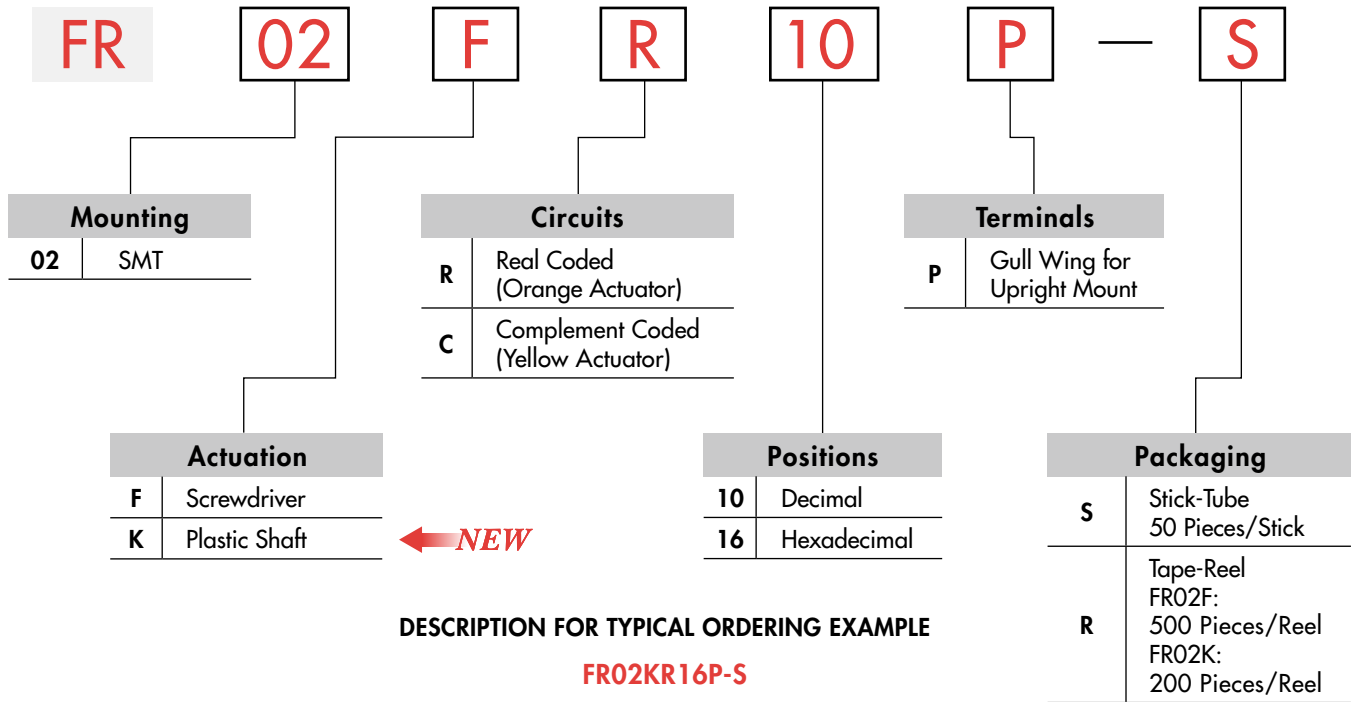 FR 02 F R 10 P — S
Mounting
02 SMT
Circuits
R Real Coded
(Orange Actuator)
C Complement Coded
(Yellow Actuator)
Terminals
P Gull Wing for
Upright Mount
Actuation
F Screwdriver
K Plastic Shaft NEW
Positions
10 Decimal
16 Hexadecimal
Packaging
S Stick-Tube
50 Pieces/Stick
R Tape-Reel
FR02F:
500 Pieces/Reel
FR02K:
200 Pieces/Reel
DESCRIPTION FOR TYPICAL ORDERING EXAMPLE
FR02KR16P-S